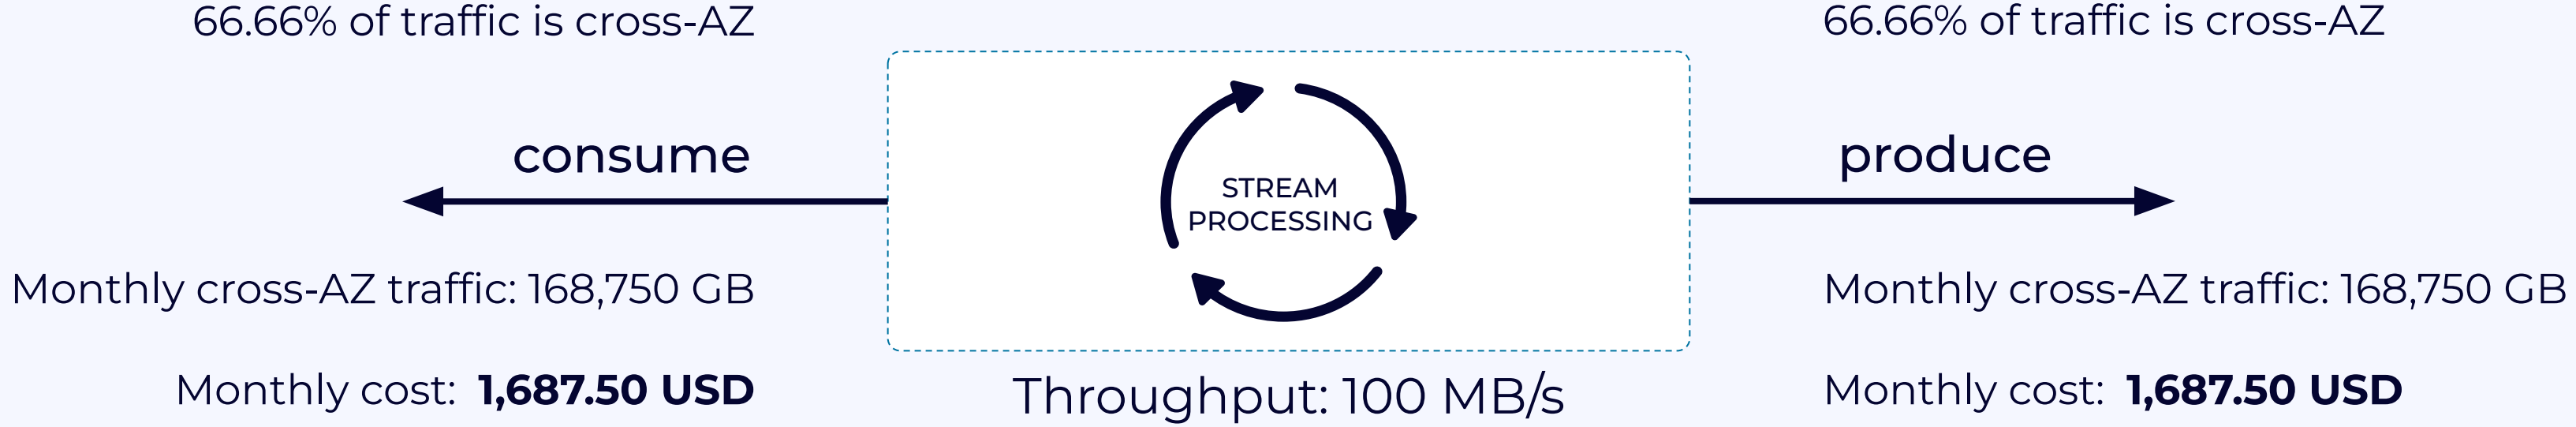 66.66% of traffic is cross-AZ
consume
Monthly cross-AZ traffic: 168,750 GB
Monthly cost: 1,687.50 USD
STREAM
PROCESSING
Throughput: 100 MB/s
66.66% of traffic is cross-AZ
produce
Monthly cross-AZ traffic: 168,750 GB
Monthly cost: 1,687.50 USD